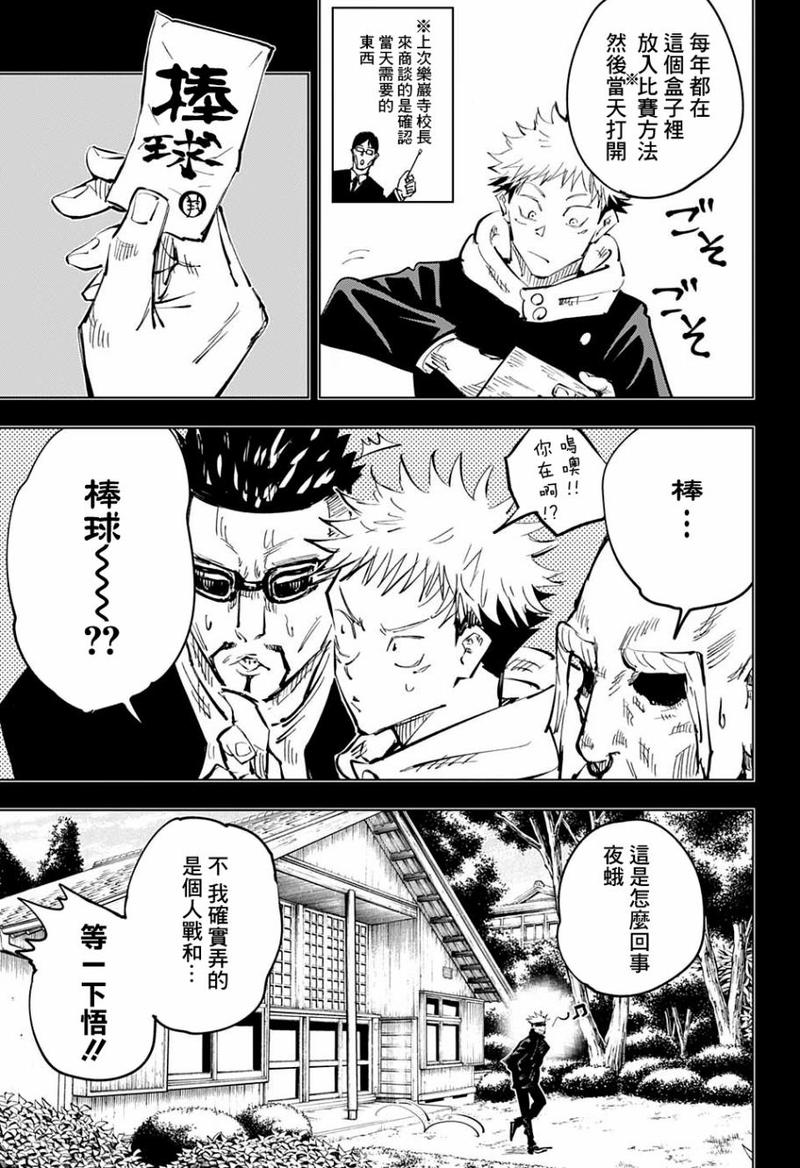 每年都在
這個盒子裡
放入比賽方法
※
然後當天打開
※上次樂巖寺校長
來商談的是確認
當天需要的
東西
ごそ
ごそ
棒球
封
棒…
嗚噢!!
你在啊!?
棒球~~~??
這是怎麼回事
夜蛾
不 我確實弄的
是個人戰和…
等一下悟!!